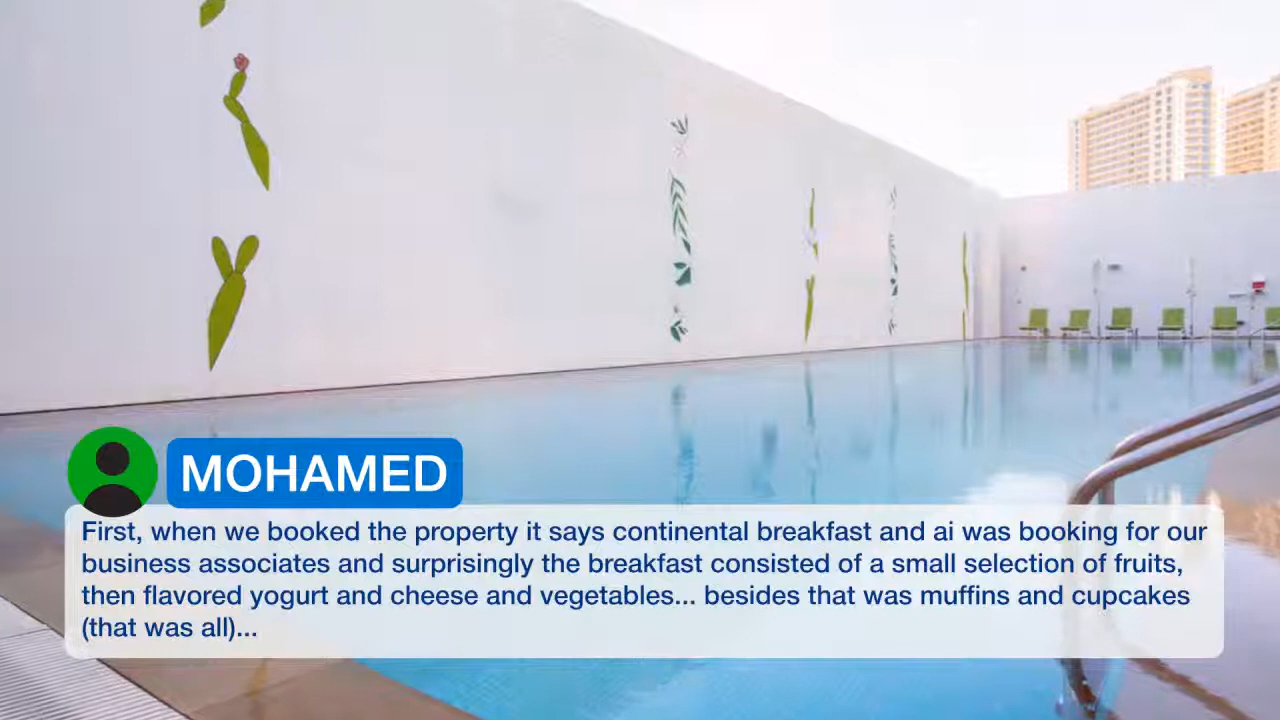 MOHAMED
First, when we booked the property it says continental breakfast and ai was booking for our
business associates and surprisingly the breakfast consisted of a small selection of fruits,
then flavored yogurt and cheese and vegetables... besides that was muffins and cupcakes
(that was all)...